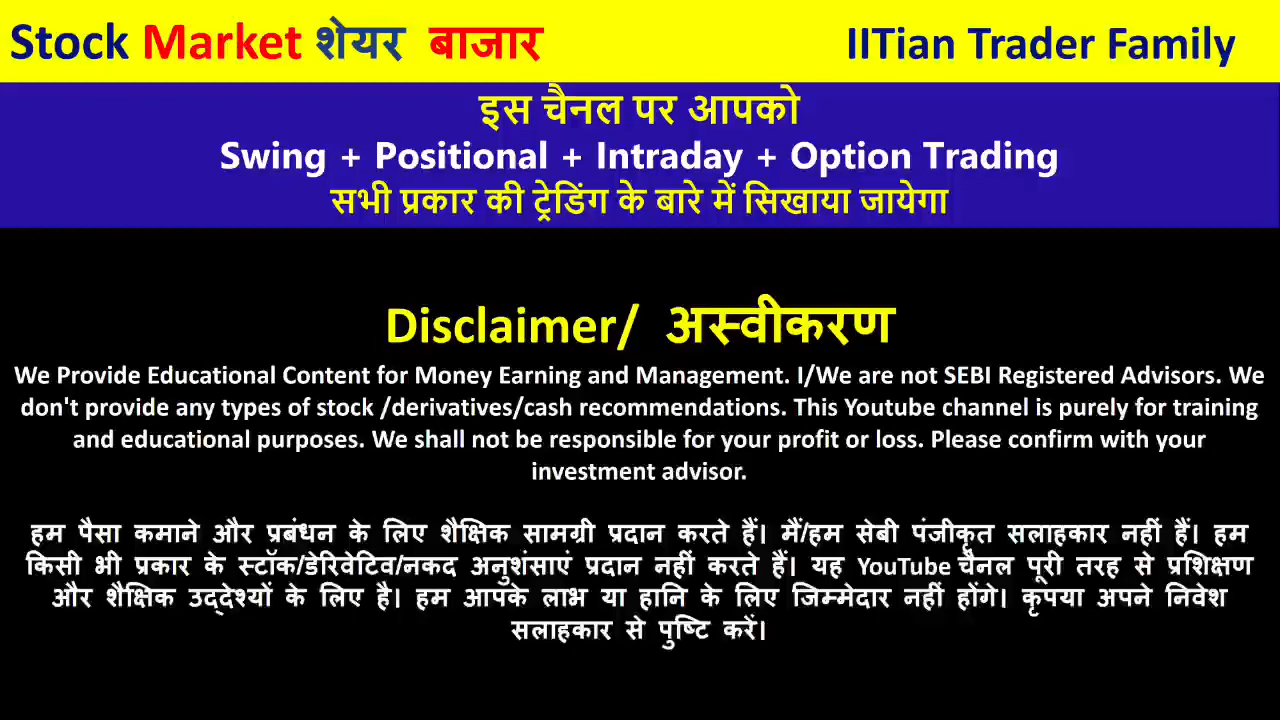 Stock Market शेयर बाजार IITian Trader Family
इस चैनल पर आपको
Swing + Positional + Intraday + Option Trading
सभी प्रकार की ट्रेडिंग के बारे में सिखाया जायेगा
Disclaimer/ अस्वीकरण
We Provide Educational Content for Money Earning and Management. I/We are not SEBI Registered Advisors. We
don't provide any types of stock /derivatives/cash recommendations. This Youtube channel is purely for training
and educational purposes. We shall not be responsible for your profit or loss. Please confirm with your
investment advisor.
हम पैसा कमाने और प्रबंधन के लिए शैक्षिक सामग्री प्रदान करते हैं। मैं/हम सेबी पंजीकृत सलाहकार नहीं हैं। हम
किसी भी प्रकार के स्टॉक/डेरिवेटिव/नकद अनुशंसाएं प्रदान नहीं करते हैं। यह YouTube चैनल पूरी तरह से प्रशिक्षण
और शैक्षिक उद्देश्यों के लिए है। हम आपके लाभ या हानि के लिए जिम्मेदार नहीं होंगे। कृपया अपने निवेश
सलाहकार से पुष्टि करें।